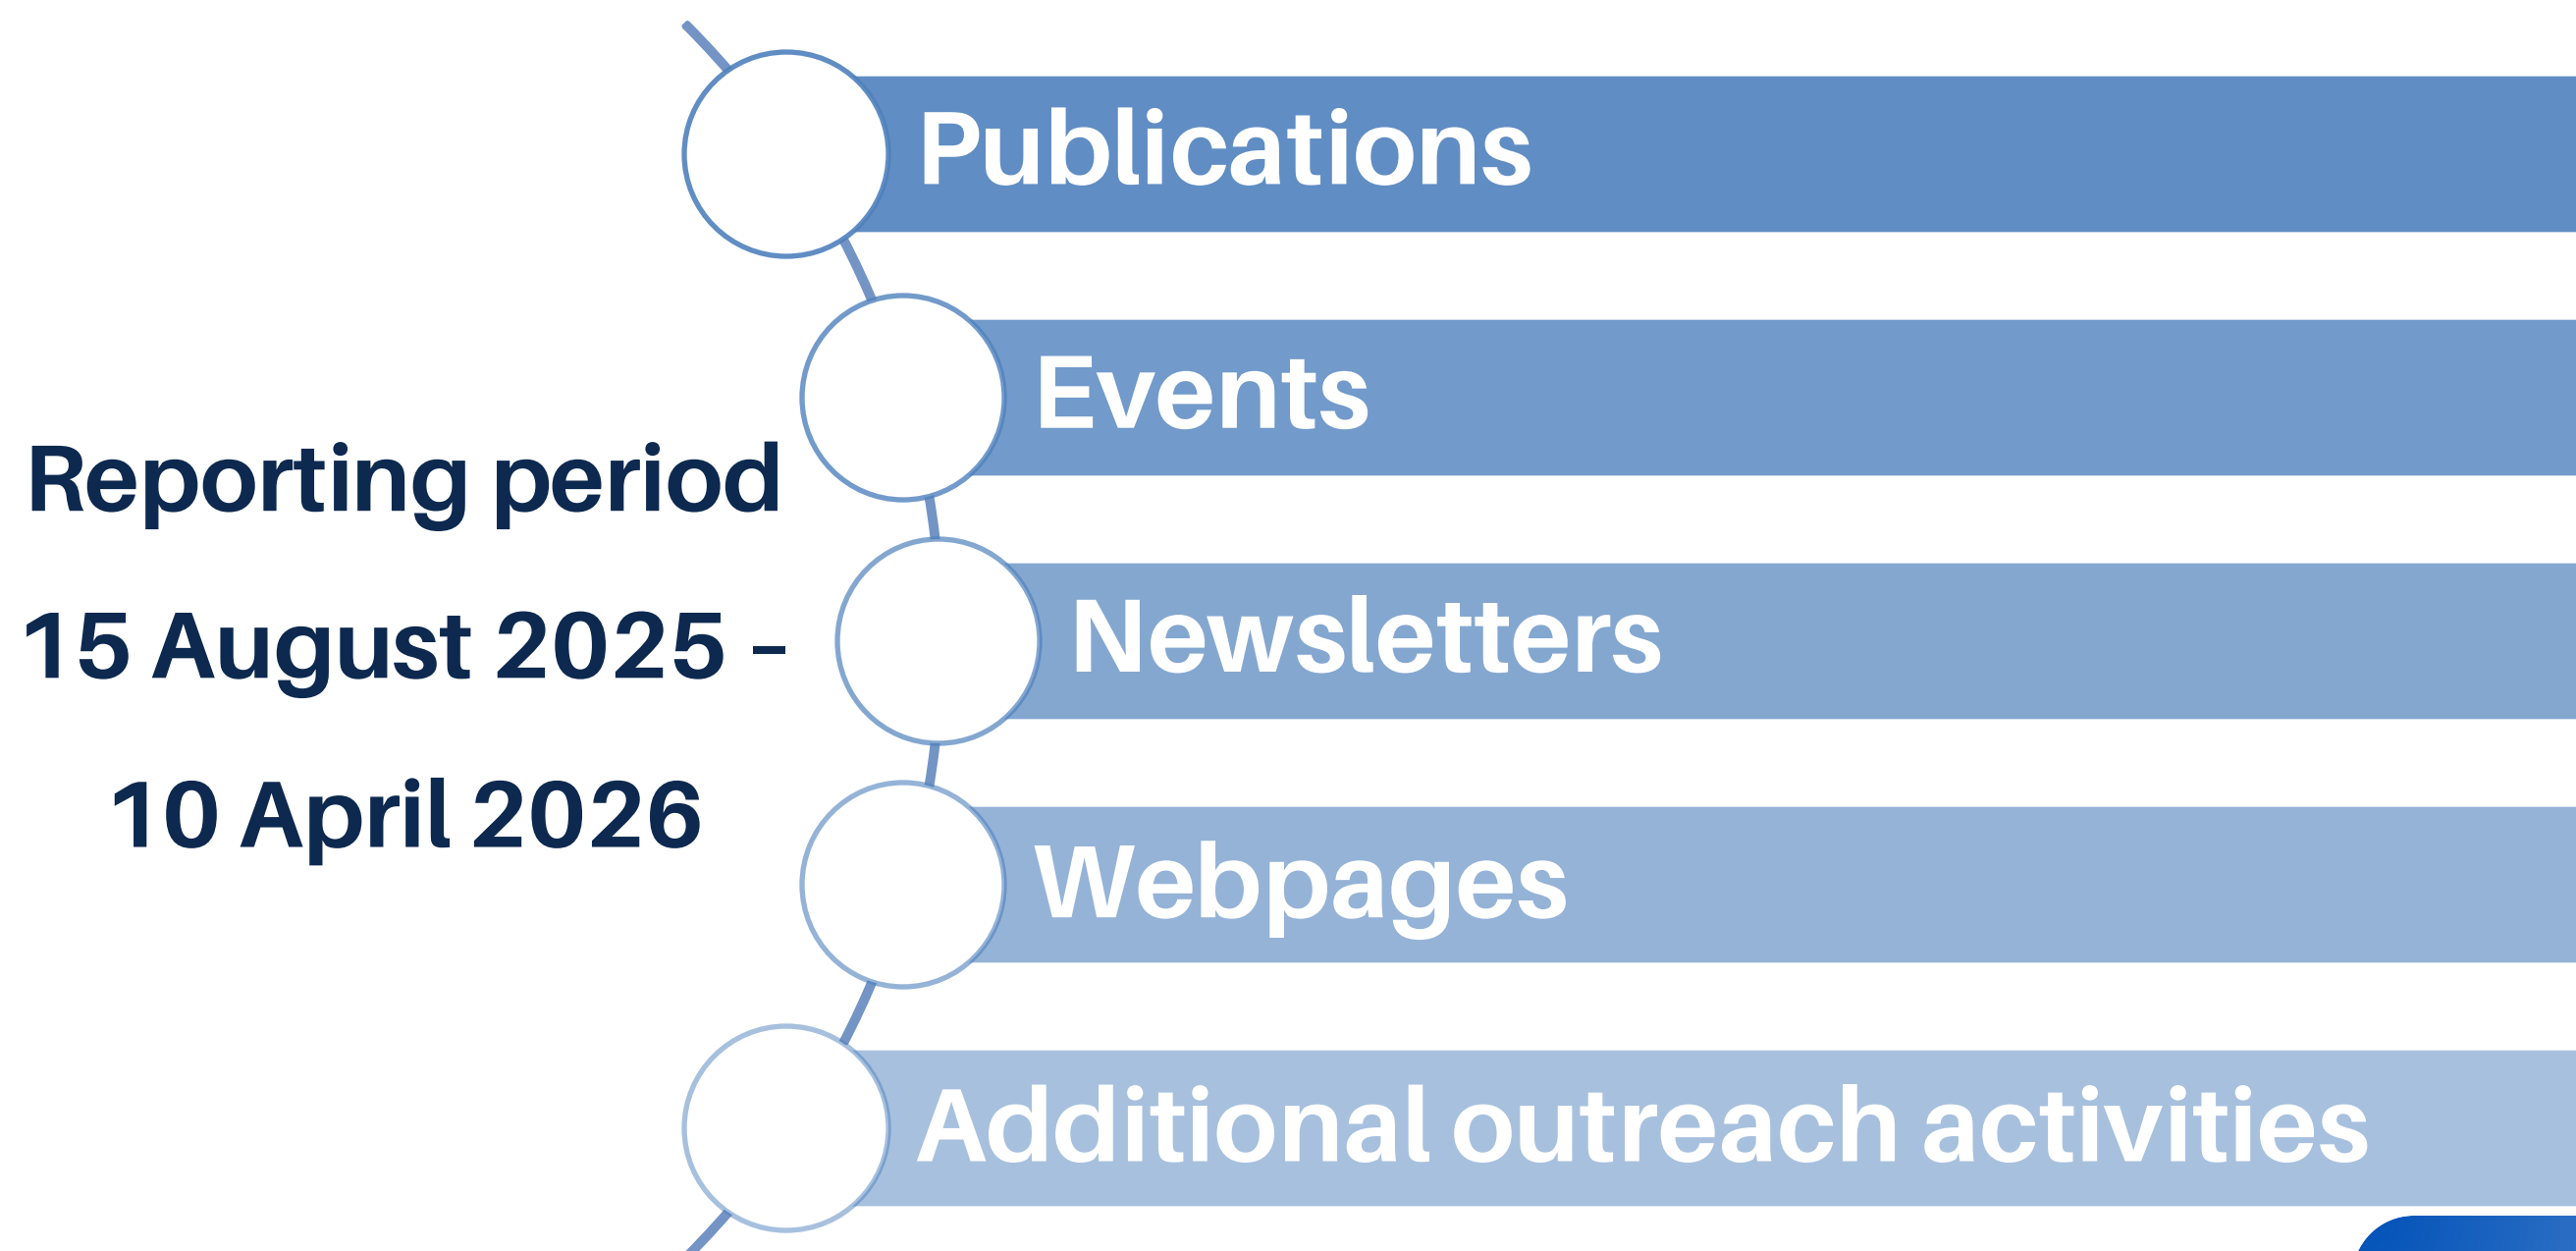 Reporting period
15 August 2025 –
10 April 2026
Publications
Events
Newsletters
Webpages
Additional outreach activities